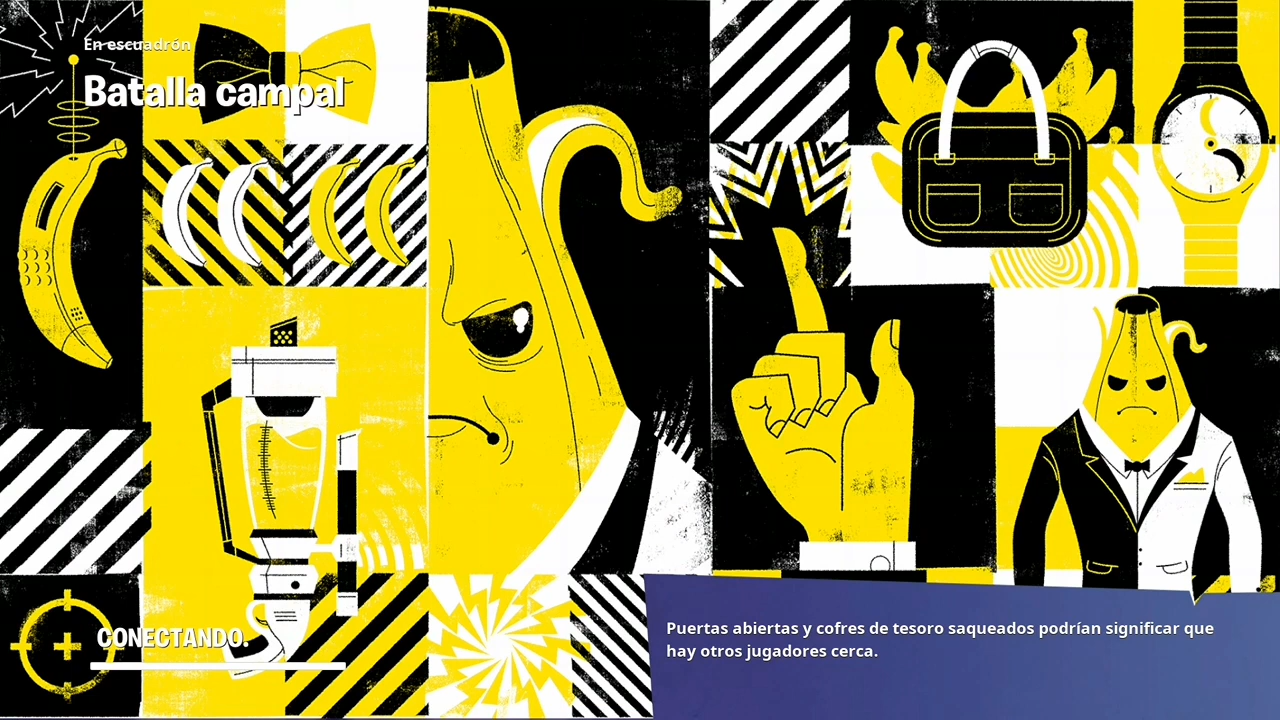 En escuadrón
Batalla campal
CONECTANDO.
Puertas abiertas y cofres de tesoro saqueados podrían significar que
hay otros jugadores cerca.